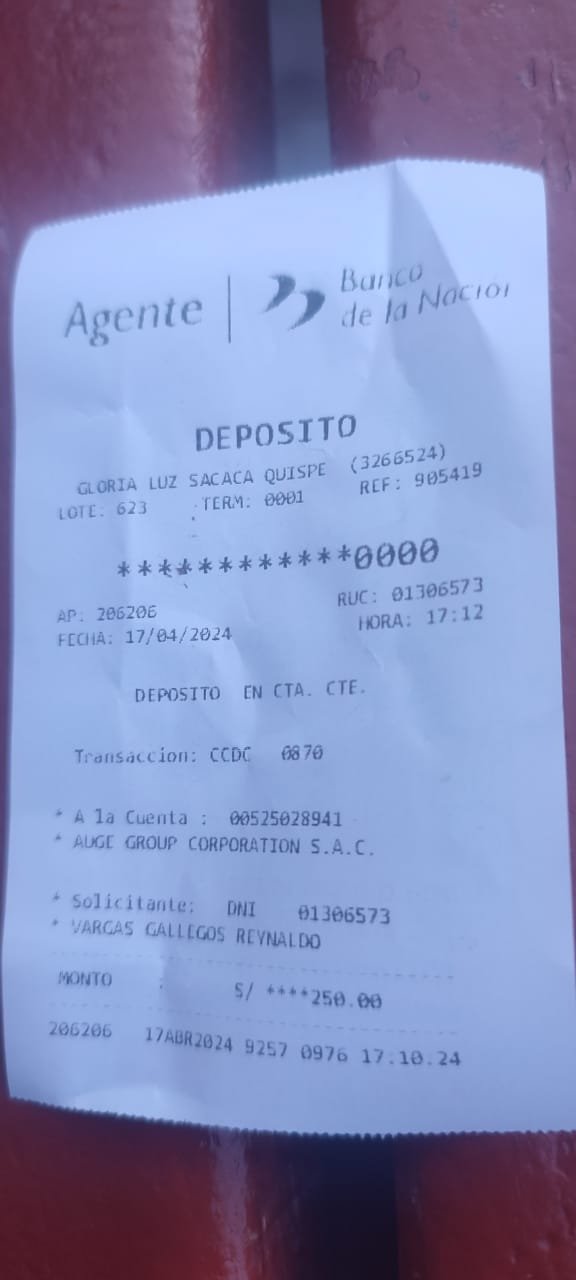 Agente | Banco
de la Nación
DEPOSITO
GLORIA LUZ SACACA QUISPE (3266524)
LOTE: 623 TERM: 0001 REF: 905419
************0000
AP: 206206 RUC: 01306573
FECHA: 17/04/2024 HORA: 17:12
DEPOSITO EN CTA. CTE.
Transaccion: CCDC 0870
* A la Cuenta : 00525028941
* AUGE GROUP CORPORATION S.A.C.
* Solicitante: DNI 01306573
* VARGAS GALLEGOS REYNALDO
MONTO : S/ ****250.00
206206 17ABR2024 9257 0976 17.10.24